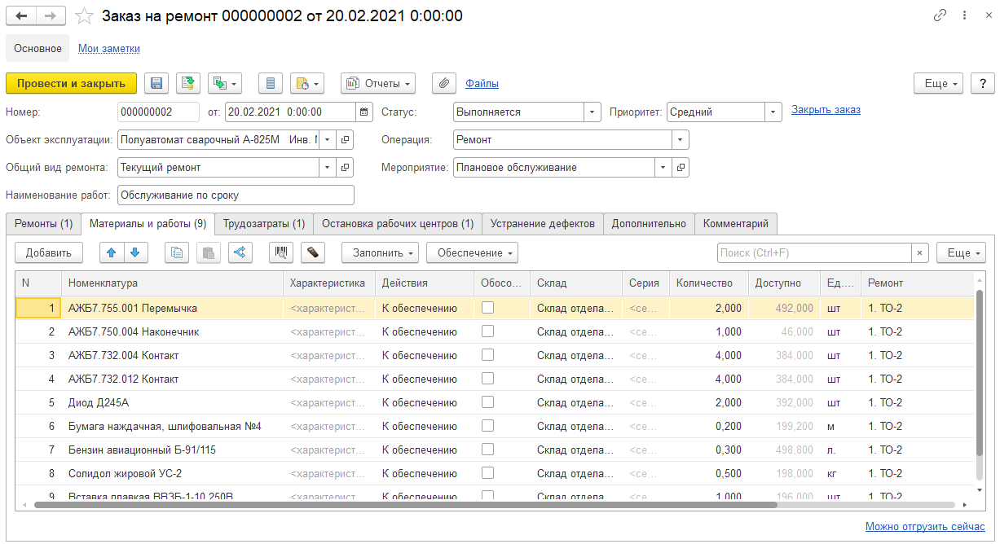 Заказ на ремонт 000000002 от 20.02.2021 0:00:00
Основное Мои заметки
Провести и закрыть Отчеты Файлы Еще ?
Номер: 000000002 от: 20.02.2021 0:00:00 Статус: Выполняется Приоритет: Средний Закрыть заказ
Объект эксплуатации: Полуавтомат сварочный А-825М Инв. Операция: Ремонт
Общий вид ремонта: Текущий ремонт Мероприятие: Плановое обслуживание
Наименование работ: Обслуживание по сроку
Ремонты (1) Материалы и работы (9) Трудозатраты (1) Остановка рабочих центров (1) Устранение дефектов Дополнительно Комментарий
Добавить Заполнить Обеспечение Поиск (Ctrl+F) × Еще
N Номенклатура Характеристика Действия Обосо... Склад Серия Количество Доступно Ед.... Ремонт
1 АЖБ7.755.001 Перемычка <характерист... К обеспечению Склад отдела... <се... 2,000 492,000 шт 1. ТО-2
2 АЖБ7.750.004 Наконечник <характерист... К обеспечению Склад отдела... <се... 1,000 46,000 шт 1. ТО-2
3 АЖБ7.732.004 Контакт <характерист... К обеспечению Склад отдела... <се... 4,000 384,000 шт 1. ТО-2
4 АЖБ7.732.012 Контакт <характерист... К обеспечению Склад отдела... <се... 4,000 384,000 шт 1. ТО-2
5 Диод Д245А <характерист... К обеспечению Склад отдела... <се... 2,000 392,000 шт 1. ТО-2
6 Бумага наждачная, шлифовальная №4 <характерист... К обеспечению Склад отдела... <се... 0,200 199,200 м 1. ТО-2
7 Бензин авиационный Б-91/115 <характерист... К обеспечению Склад отдела... <се... 0,300 498,800 л. 1. ТО-2
8 Солидол жировой УС-2 <характерист... К обеспечению Склад отдела... <се... 0,500 198,000 кг 1. ТО-2
9 Вставка плавкая ВВЗБ-1-10 250В <характерист... К обеспечению Склад отдела... <се... 1,000 196,000 шт 1. ТО-2
Можно отгрузить сейчас